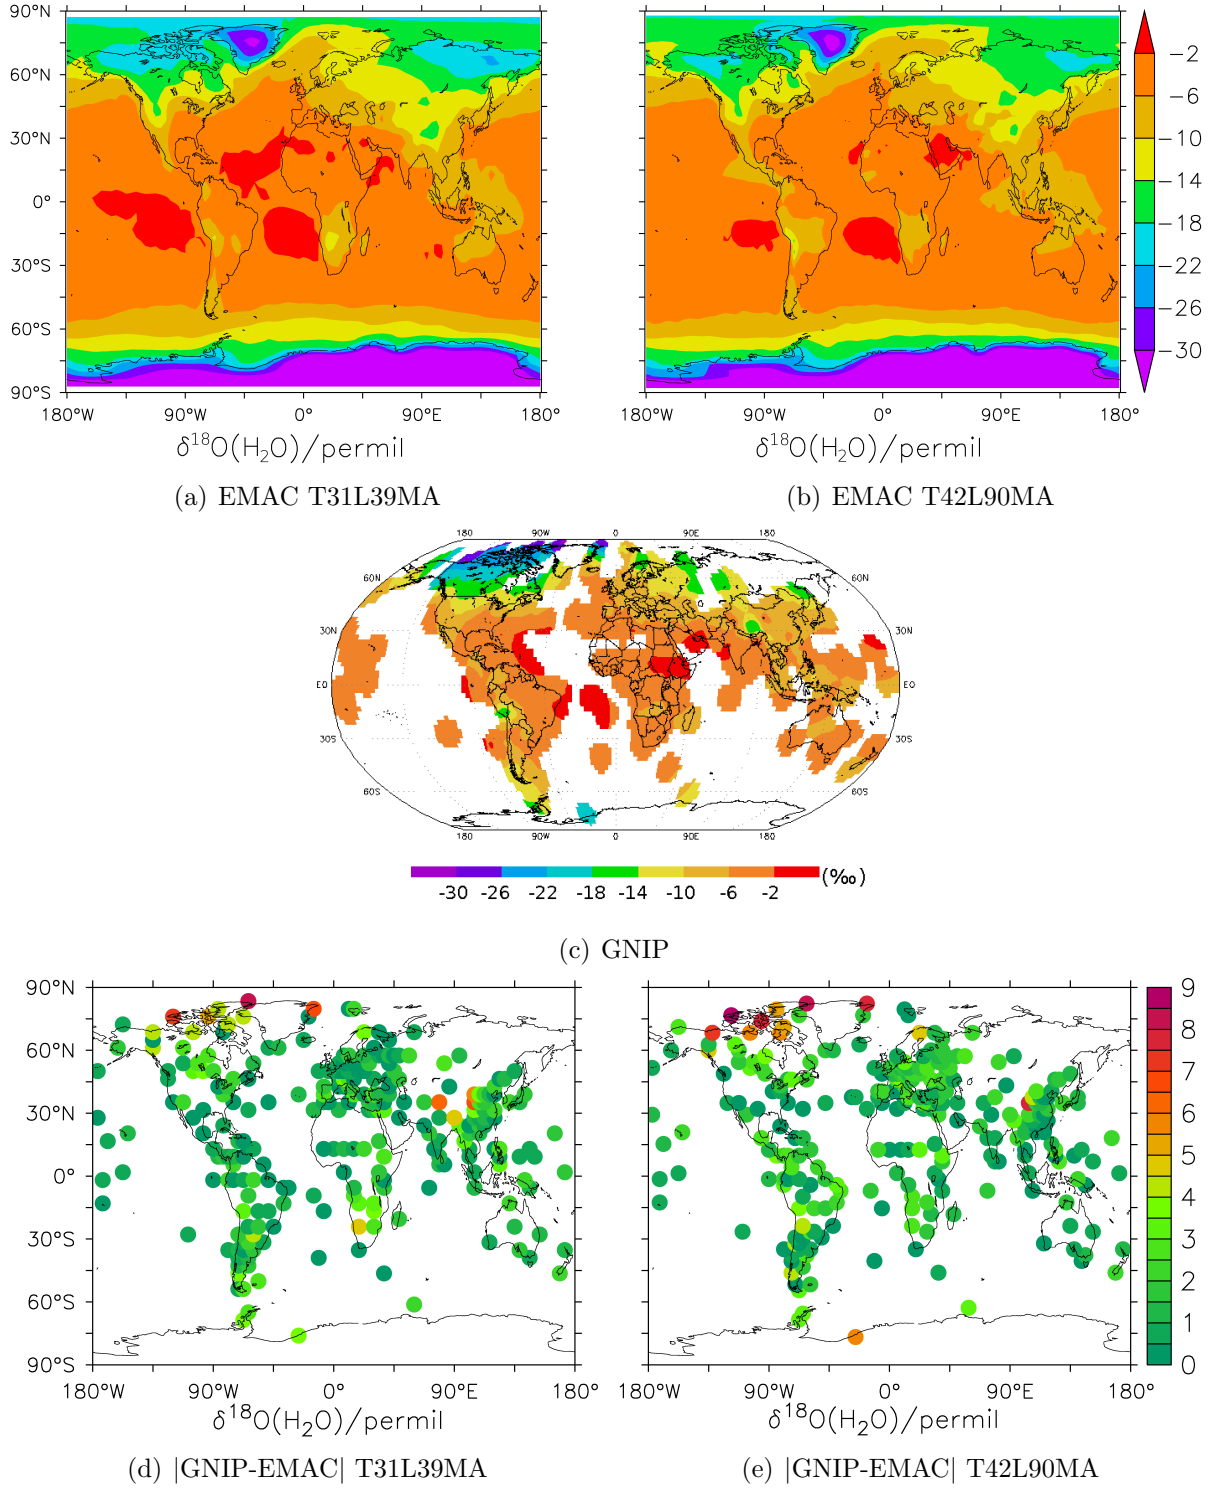 90°N
60°N
30°N
0°
30°S
60°S
90°S
180°W 90°W 0° 90°E 180°
δ¹⁸O(H₂O)/permil
(a) EMAC T31L39MA
180°W 90°W 0° 90°E 180°
δ¹⁸O(H₂O)/permil
(b) EMAC T42L90MA
−2
−6
−10
−14
−18
−22
−26
−30
180 90W 0 90E 180
60N
30N 30N
EQ EQ
30S 30S
60S 60S
180 90W 0 90E 180
-30 -26 -22 -18 -14 -10 -6 -2 (‰)
(c) GNIP
90°N
60°N
30°N
0°
30°S
60°S
90°S
180°W 90°W 0° 90°E 180°
δ¹⁸O(H₂O)/permil
(d) |GNIP-EMAC| T31L39MA
180°W 90°W 0° 90°E 180°
δ¹⁸O(H₂O)/permil
(e) |GNIP-EMAC| T42L90MA
9
8
7
6
5
4
3
2
1
0